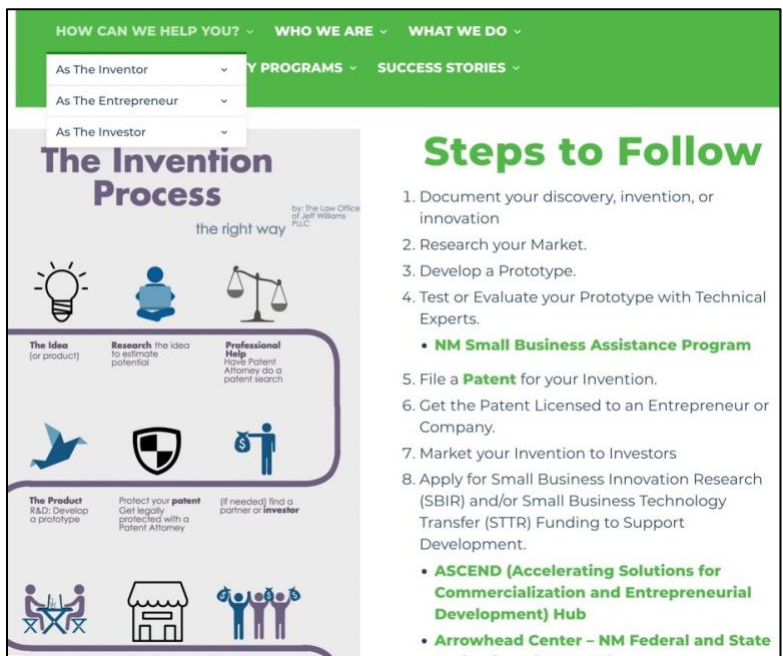 HOW CAN WE HELP YOU? WHO WE ARE WHAT WE DO
As The Inventor
Y PROGRAMS SUCCESS STORIES
As The Entrepreneur
As The Investor
The Invention
Process
by: The Law Office
of Jeff Williams
PLLC
the right way
The Idea
(or product)
Research the idea
to estimate
potential
Professional
Help
Have Patent
Attorney do a
patent search
The Product
R&D: Develop
a prototype
Protect your patent
Get legally
protected with a
Patent Attorney
(if needed) find a
partner or investor
Steps to Follow
1. Document your discovery, invention, or
innovation
2. Research your Market.
3. Develop a Prototype.
4. Test or Evaluate your Prototype with Technical
Experts.
• NM Small Business Assistance Program
5. File a Patent for your Invention.
6. Get the Patent Licensed to an Entrepreneur or
Company.
7. Market your Invention to Investors
8. Apply for Small Business Innovation Research
(SBIR) and/or Small Business Technology
Transfer (STTR) Funding to Support
Development.
• ASCEND (Accelerating Solutions for
Commercialization and Entrepreneurial
Development) Hub
• Arrowhead Center – NM Federal and State